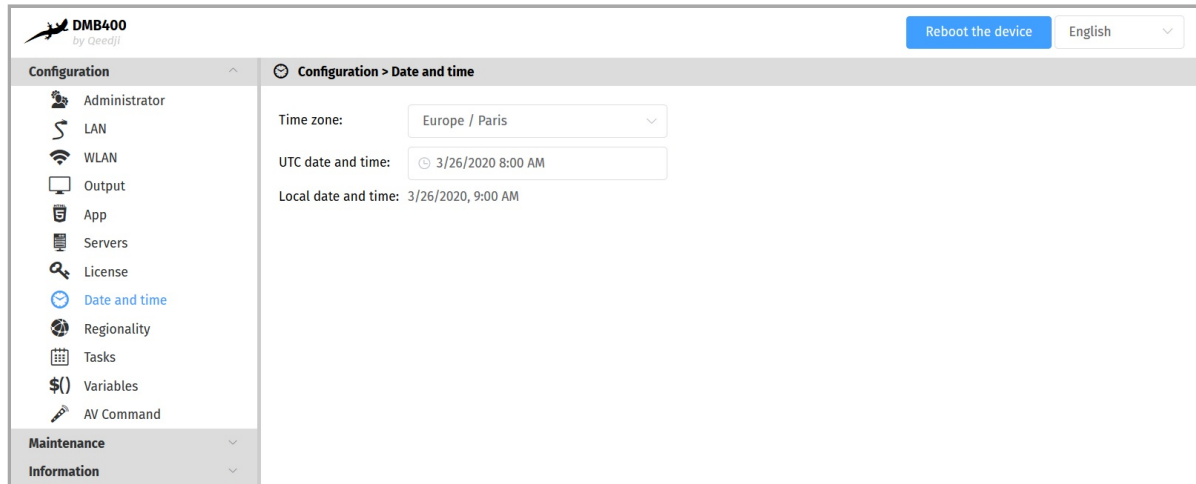 DMB400
by Qeedji
Reboot the device
English
Configuration
Administrator
LAN
WLAN
Output
App
Servers
License
Date and time
Regionality
Tasks
$() Variables
AV Command
Maintenance
Information
Configuration > Date and time
Time zone: Europe / Paris
UTC date and time: 3/26/2020 8:00 AM
Local date and time: 3/26/2020, 9:00 AM